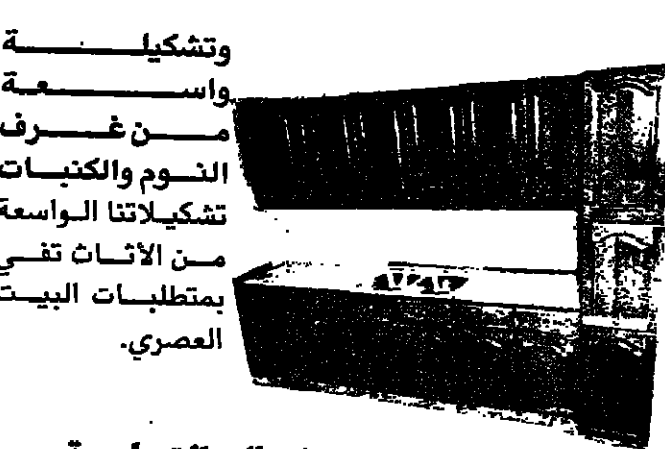 وتشكيلة
واسعة
من غرف
النوم والكنبات
تشكيلاتنا الواسعة
من الأثاث تفي
بمتطلبات البيت
العصري.